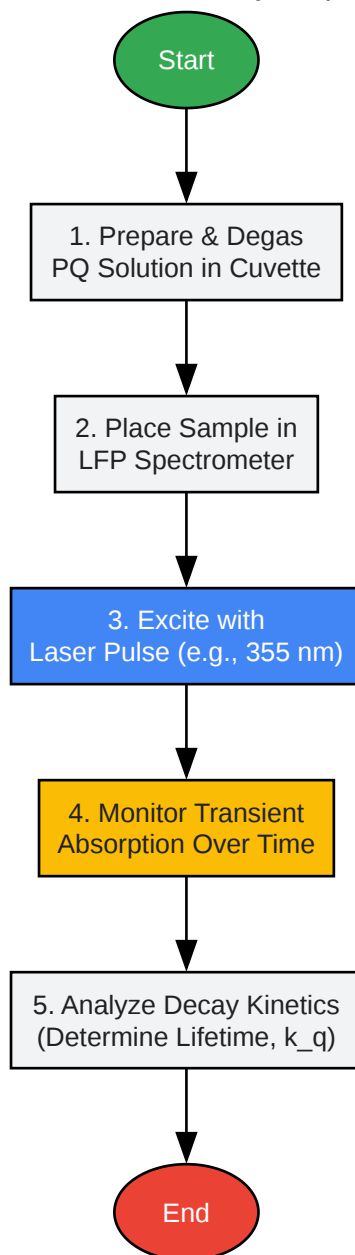 Start
1. Prepare & Degas
PQ Solution in Cuvette
2. Place Sample in
LFP Spectrometer
3. Excite with
Laser Pulse (e.g., 355 nm)
4. Monitor Transient
Absorption Over Time
5. Analyze Decay Kinetics
(Determine Lifetime, k_q)
End